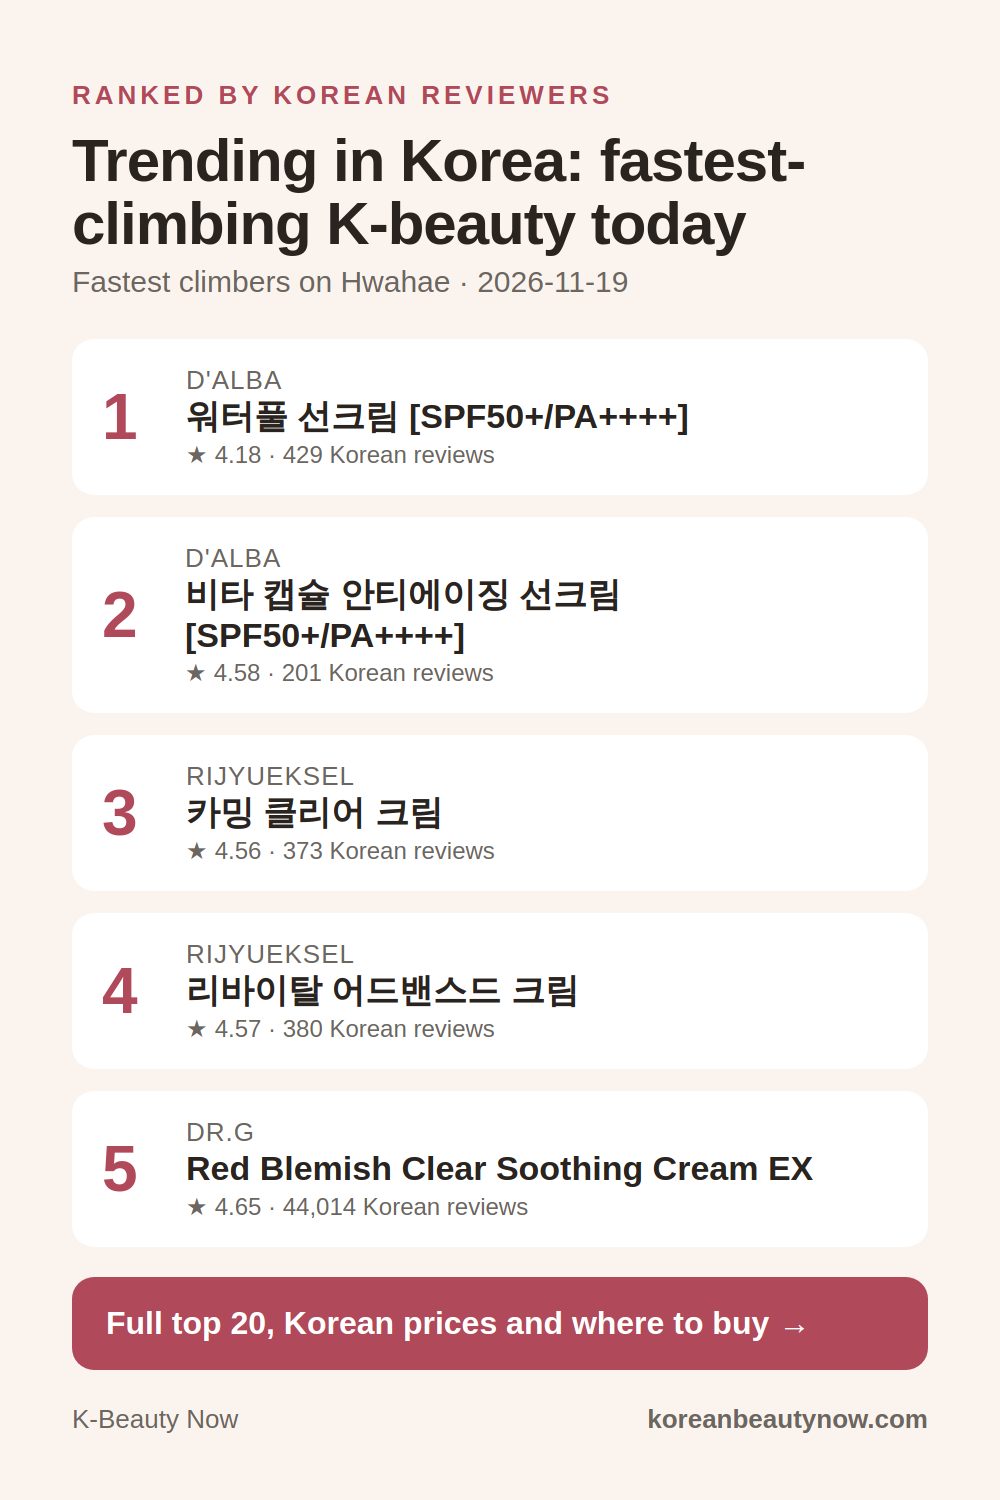 RANKED BY KOREAN REVIEWERS
Trending in Korea: fastest-
climbing K-beauty today
Fastest climbers on Hwahae · 2026-11-19
1
D'ALBA
워터풀 선크림 [SPF50+/PA++++]
★ 4.18 · 429 Korean reviews
2
D'ALBA
비타 캡슐 안티에이징 선크림
[SPF50+/PA++++]
★ 4.58 · 201 Korean reviews
3
RIJYUEKSEL
카밍 클리어 크림
★ 4.56 · 373 Korean reviews
4
RIJYUEKSEL
리바이탈 어드밴스드 크림
★ 4.57 · 380 Korean reviews
5
DR.G
Red Blemish Clear Soothing Cream EX
★ 4.65 · 44,014 Korean reviews
Full top 20, Korean prices and where to buy →
K-Beauty Now
koreanbeautynow.com